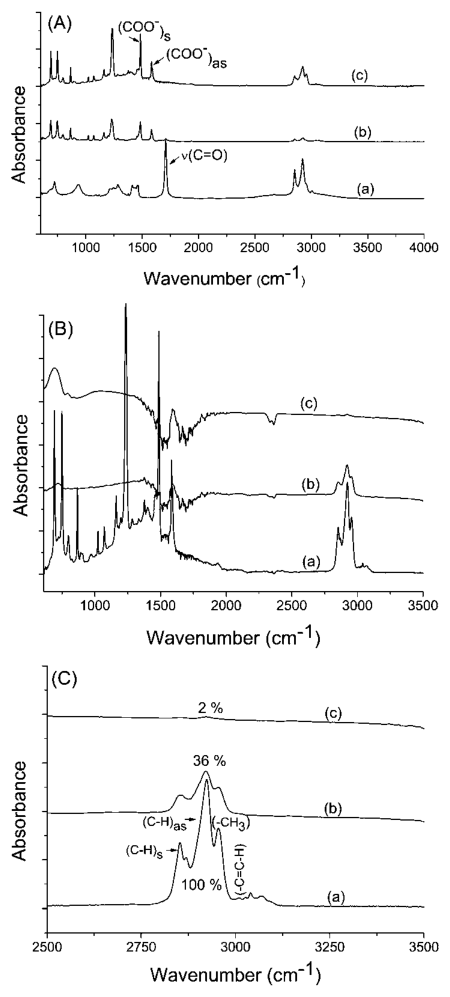 (A)
(COO⁻)s
(COO⁻)as
(c)
(b)
ν(C=O)
(a)
Absorbance
1000 1500 2000 2500 3000 3500 4000
Wavenumber (cm⁻¹)
(B)
(c)
(b)
(a)
Absorbance
1000 1500 2000 2500 3000 3500
Wavenumber (cm⁻¹)
(C)
2 %
(c)
36 %
(b)
(C-H)as
(-CH₃)
(C-H)s
(-C=C-H)
100 %
(a)
Absorbance
2500 2750 3000 3250 3500
Wavenumber (cm⁻¹)